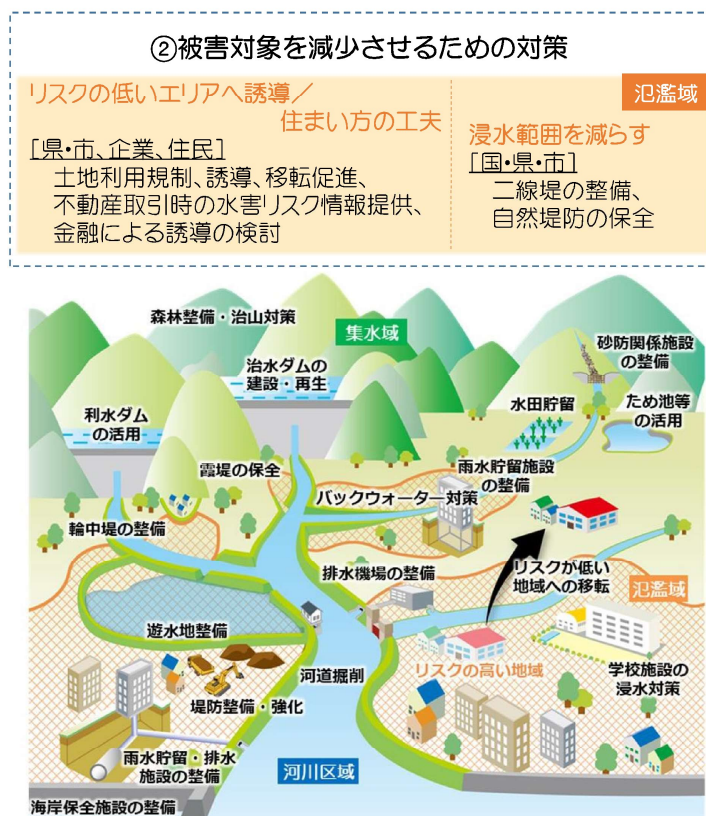 ②被害対象を減少させるための対策
リスクの低いエリアへ誘導／
住まい方の工夫
[県・市、企業、住民]
土地利用規制、誘導、移転促進、
不動産取引時の水害リスク情報提供、
金融による誘導の検討
氾濫域
浸水範囲を減らす
[国・県・市]
二線堤の整備、
自然堤防の保全
森林整備・治山対策
集水域
治水ダムの
建設・再生
砂防関係施設
の整備
利水ダム
の活用
水田貯留
ため池等
の活用
霞堤の保全
雨水貯留施設
の整備
バックウォーター対策
輪中堤の整備
排水機場の整備
リスクが低い
地域への移転
氾濫域
遊水地整備
リスクの高い地域
学校施設の
浸水対策
河道掘削
堤防整備・強化
雨水貯留・排水
施設の整備
河川区域
海岸保全施設の整備